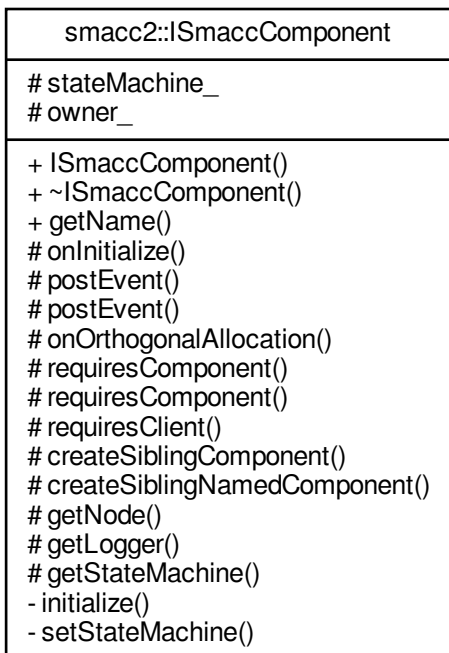 smacc2::ISmaccComponent
# stateMachine_
# owner_
+ ISmaccComponent()
+ ~ISmaccComponent()
+ getName()
# onInitialize()
# postEvent()
# postEvent()
# onOrthogonalAllocation()
# requiresComponent()
# requiresComponent()
# requiresClient()
# createSiblingComponent()
# createSiblingNamedComponent()
# getNode()
# getLogger()
# getStateMachine()
- initialize()
- setStateMachine()